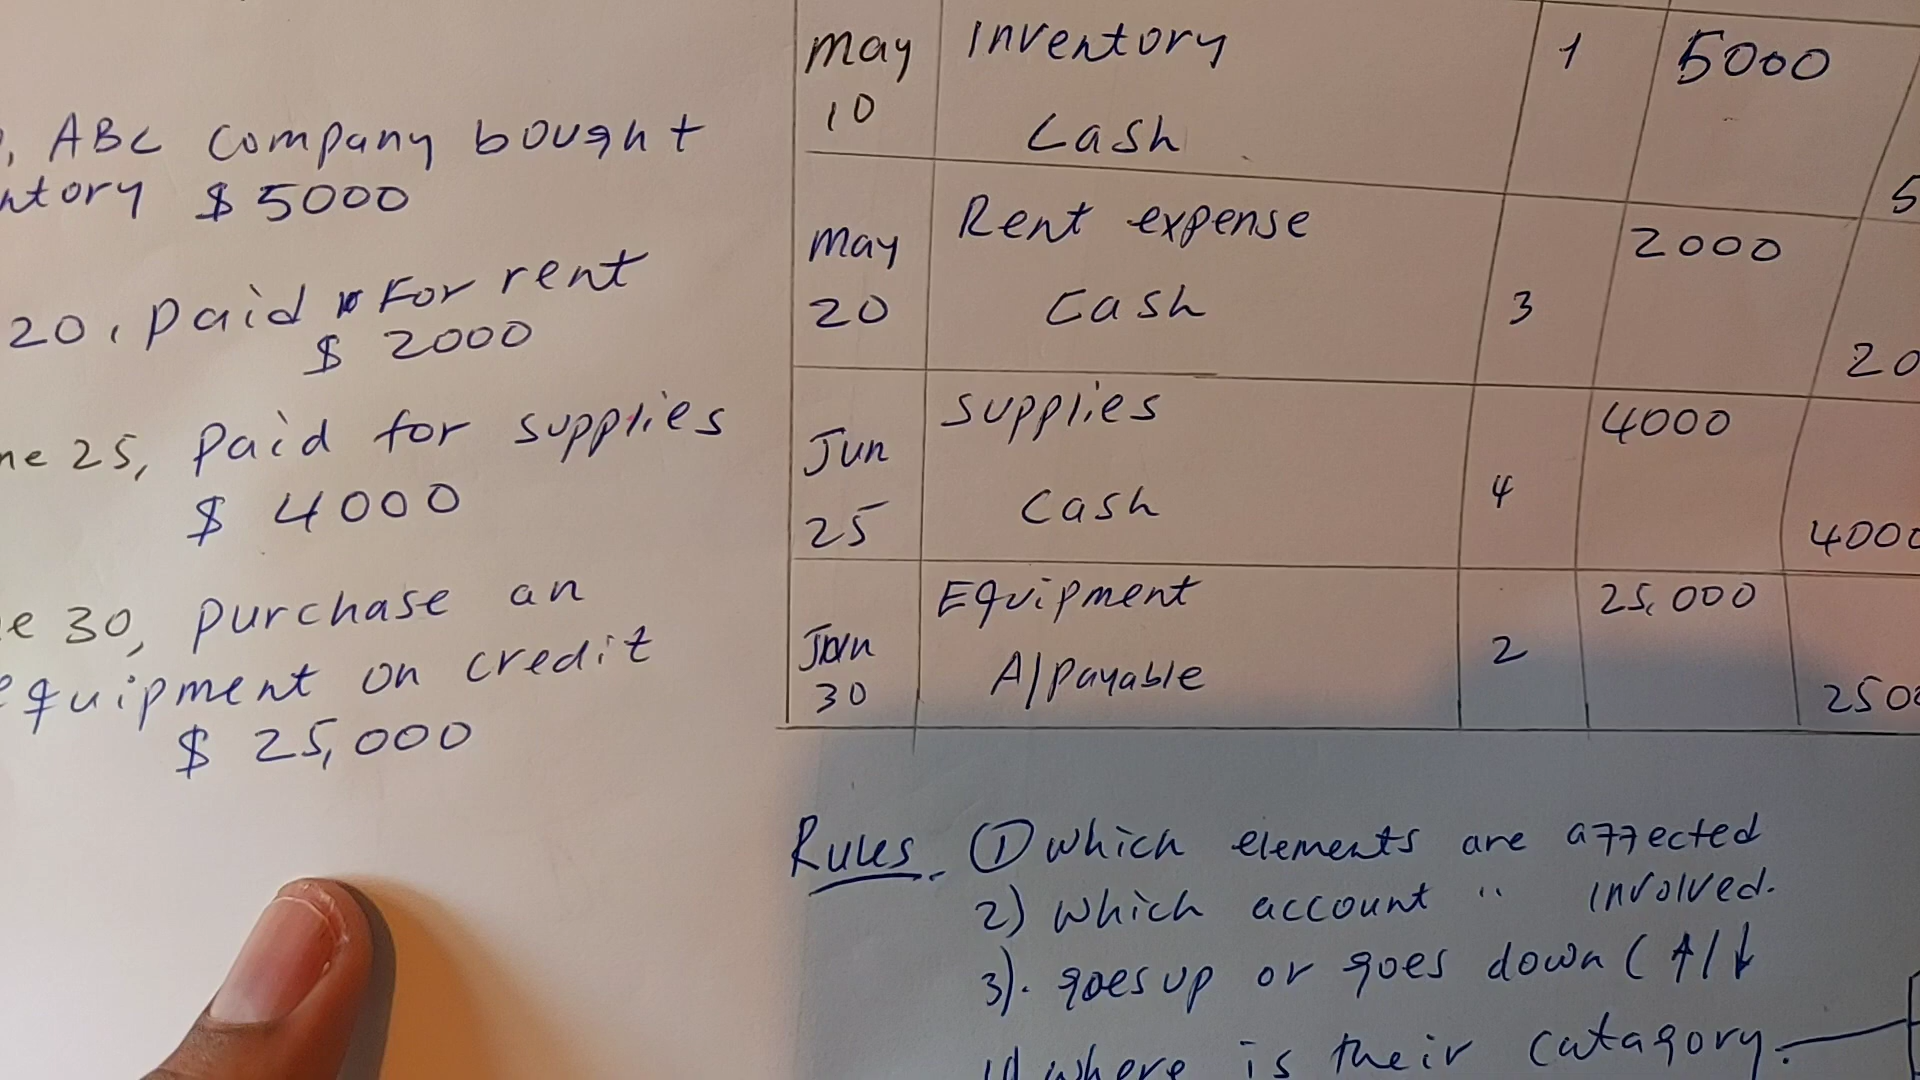 , ABC company bought
ntory $ 5000
20, paid For rent
$ 2000
ne 25, paid for supplies
$ 4000
e 30, purchase an
equipment on credit
$ 25,000
may 10 Inventory 1 5000
Cash 5
may 20 Rent expense 2000
Cash 3 20
Jun 25 supplies 4000
Cash 4 4000
Jun 30 Equipment 25,000
A/payable 2 2500
Rules. ① which elements are affected
2) which account " involved.
3). goes up or goes down (↑/↓
where is their catagory.